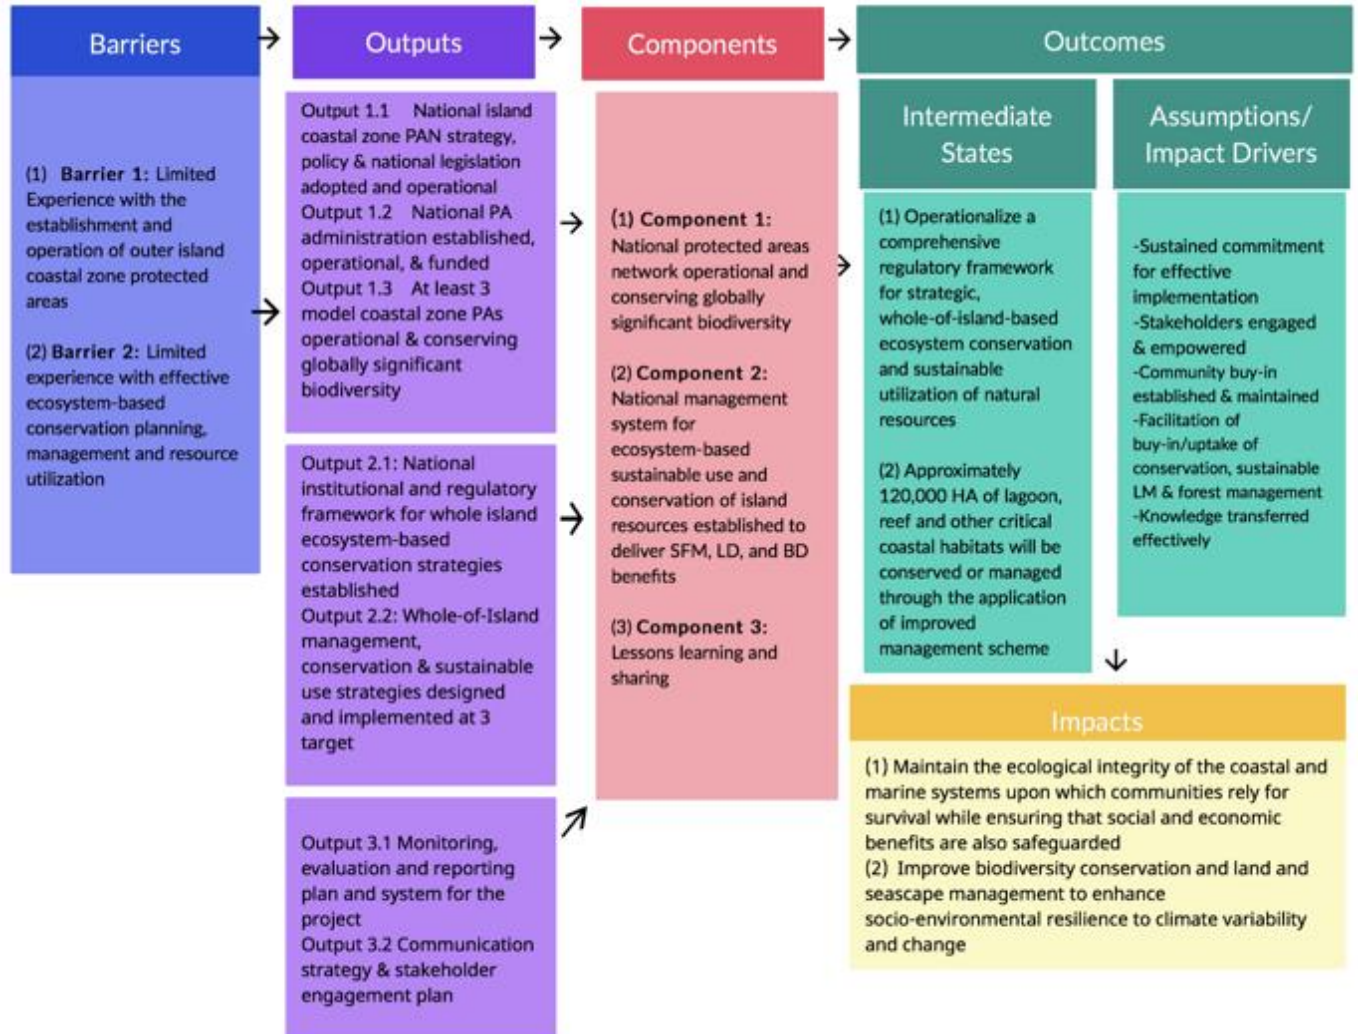 Barriers
Outputs
Components
Outcomes
(1) Barrier 1: Limited
Experience with the
establishment and
operation of outer island
coastal zone protected
areas
(2) Barrier 2: Limited
experience with effective
ecosystem-based
conservation planning,
management and resource
utilization
Output 1.1 National island
coastal zone PAN strategy,
policy & national legislation
adopted and operational
Output 1.2 National PA
administration established,
operational, & funded
Output 1.3 At least 3
model coastal zone PAs
operational & conserving
globally significant
biodiversity
Output 2.1: National
institutional and regulatory
framework for whole island
ecosystem-based
conservation strategies
established
Output 2.2: Whole-of-Island
management,
conservation & sustainable
use strategies designed
and implemented at 3
target
Output 3.1 Monitoring,
evaluation and reporting
plan and system for the
project
Output 3.2 Communication
strategy & stakeholder
engagement plan
(1) Component 1:
National protected areas
network operational and
conserving globally
significant biodiversity
(2) Component 2:
National management
system for
ecosystem-based
sustainable use and
conservation of island
resources established to
deliver SFM, LD, and BD
benefits
(3) Component 3:
Lessons learning and
sharing
Intermediate
States
(1) Operationalize a
comprehensive
regulatory framework
for strategic,
whole-of-island-based
ecosystem conservation
and sustainable
utilization of natural
resources
(2) Approximately
120,000 HA of lagoon,
reef and other critical
coastal habitats will be
conserved or managed
through the application
of improved
management scheme
Assumptions/
Impact Drivers
-Sustained commitment
for effective
implementation
-Stakeholders engaged
& empowered
-Community buy-in
established & maintained
-Facilitation of
buy-in/uptake of
conservation, sustainable
LM & forest management
-Knowledge transferred
effectively
Impacts
(1) Maintain the ecological integrity of the coastal and
marine systems upon which communities rely for
survival while ensuring that social and economic
benefits are also safeguarded
(2) Improve biodiversity conservation and land and
seascape management to enhance
socio-environmental resilience to climate variability
and change